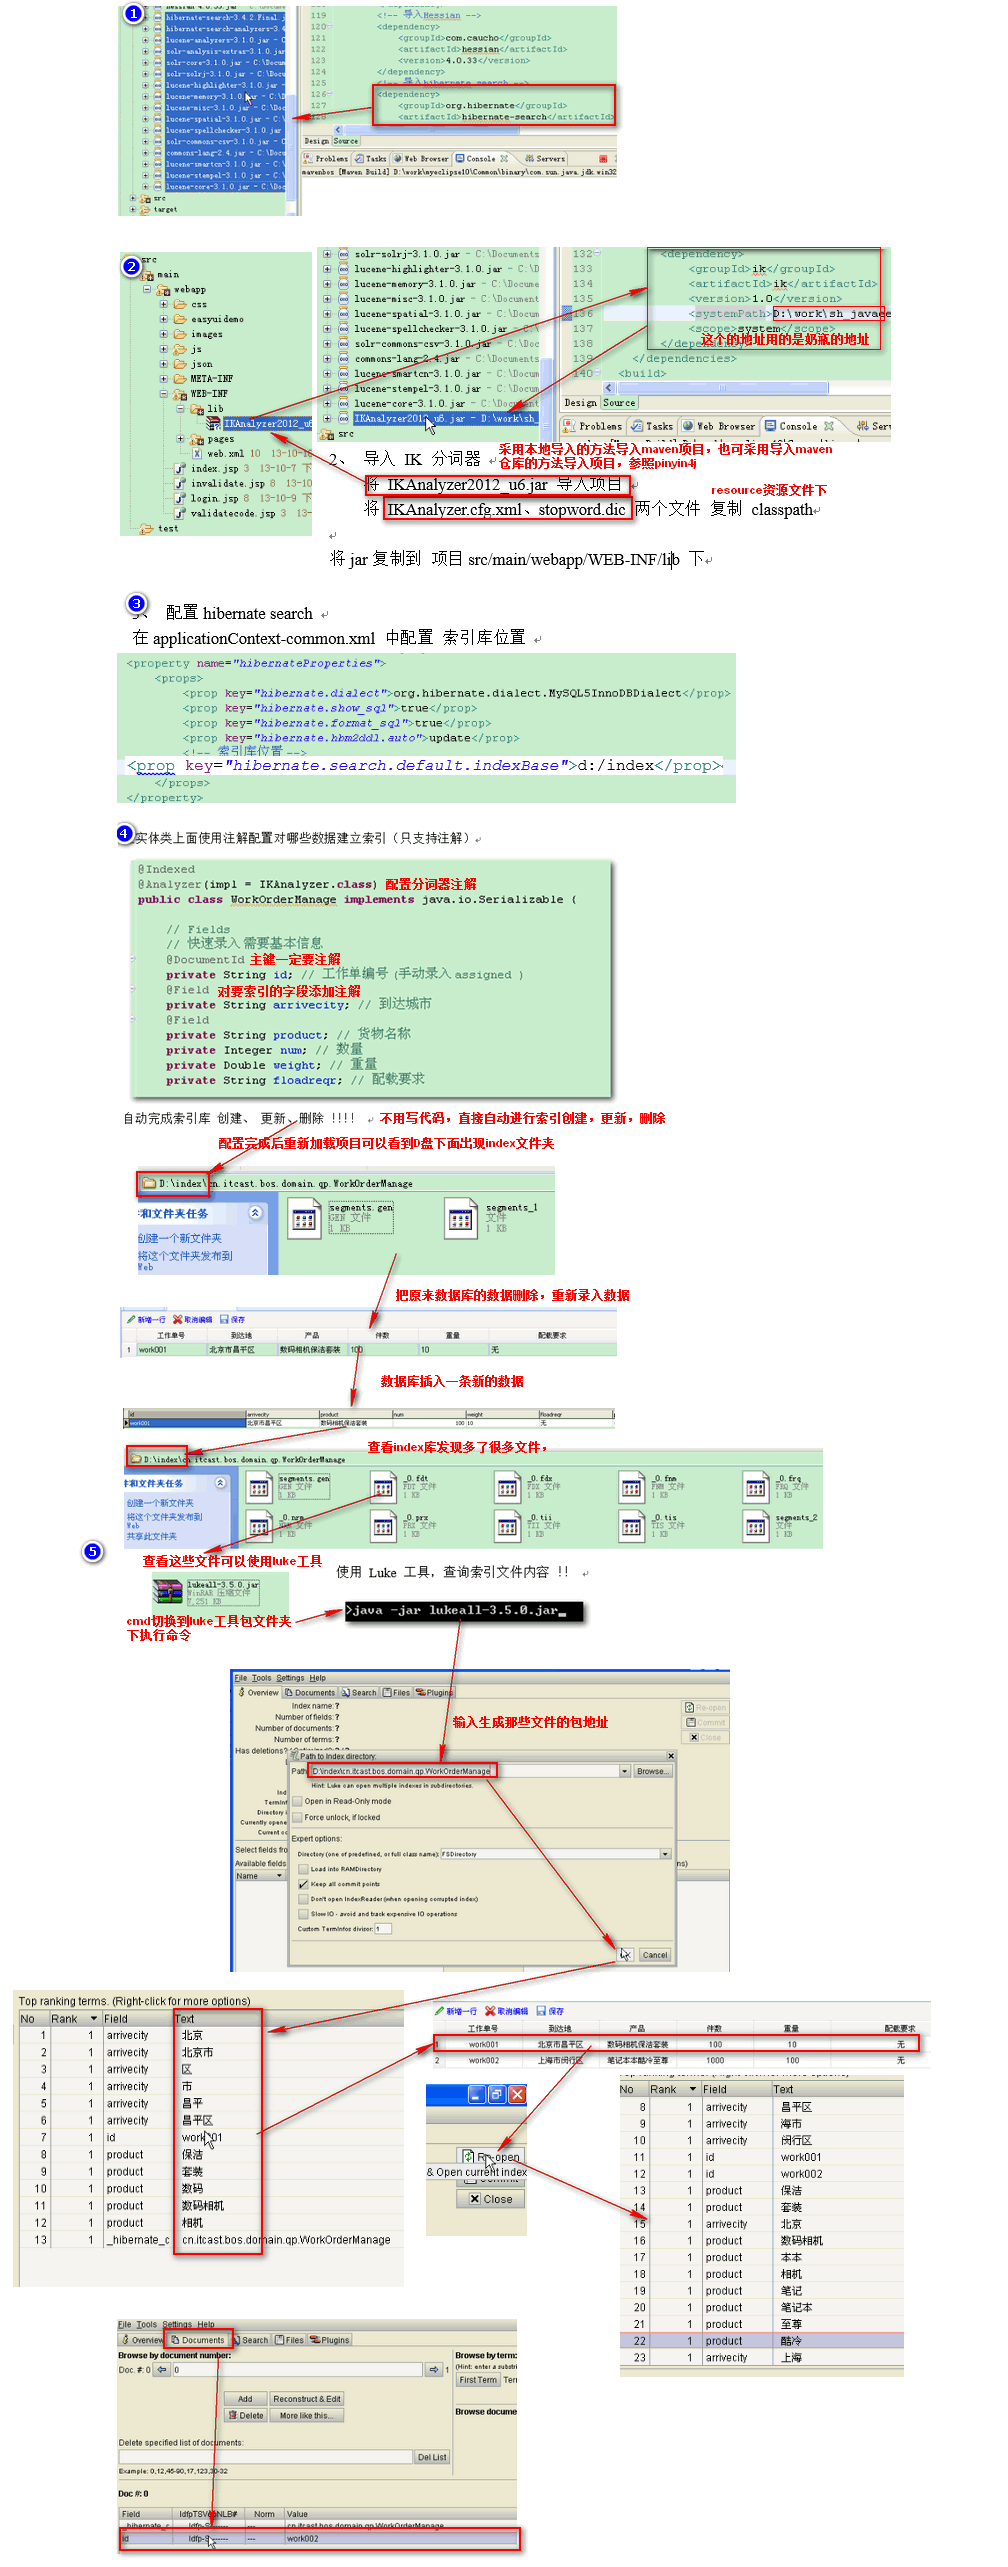 1
hibernate-search-3.4.2.Final.j
hibernate-search-analyzers-3.4
lucene-analyzers-3.1.0.jar - C
solr-analysis-extras-3.1.0.jar
solr-core-3.1.0.jar - C:\Docum
solr-solrj-3.1.0.jar - C:\Docu
lucene-highlighter-3.1.0.jar -
lucene-memory-3.1.0.jar - C:\D
lucene-misc-3.1.0.jar - C:\Doc
lucene-spatial-3.1.0.jar - C:\
lucene-spellchecker-3.1.0.jar
solr-commons-csv-3.1.0.jar - C
commons-lang-2.4.jar - C:\Docu
lucene-smartcn-3.1.0.jar - C:\
lucene-stempel-3.1.0.jar - C:\
lucene-core-3.1.0.jar - C:\Doc
src
target
119 <!-- 导入Hessian -->
120 <dependency>
121 <groupId>com.caucho</groupId>
122 <artifactId>hessian</artifactId>
123 <version>4.0.33</version>
124 </dependency>
125 <!-- 导入hibernate search -->
126 <dependency>
127 <groupId>org.hibernate</groupId>
128 <artifactId>hibernate-search</artifactId>
Design Source
Problems Tasks Web Browser Console Servers
mavenbos [Maven Build] D:\work\myeclipse10\Common\binary\com.sun.java.jdk.win32
2
src
main
webapp
css
easyuidemo
images
js
json
META-INF
WEB-INF
lib
IKAnalyzer2012_u6
pages
web.xml 10 13-10-18
index.jsp 3 13-10-7 下
invalidate.jsp 8 13-10
login.jsp 8 13-10-9 下
validatecode.jsp 3 13-
test
solr-solrj-3.1.0.jar - C:\Documents
lucene-highlighter-3.1.0.jar - C:\D
lucene-memory-3.1.0.jar - C:\Docume
lucene-misc-3.1.0.jar - C:\Document
lucene-spatial-3.1.0.jar - C:\Docum
lucene-spellchecker-3.1.0.jar - C:\
solr-commons-csv-3.1.0.jar - C:\Doc
commons-lang-2.4.jar - C:\Documents
lucene-smartcn-3.1.0.jar - C:\Docum
lucene-stempel-3.1.0.jar - C:\Docum
lucene-core-3.1.0.jar - C:\Document
IKAnalyzer2012_u6.jar - D:\work\sh_
src
132 <dependency>
133 <groupId>ik</groupId>
134 <artifactId>ik</artifactId>
135 <version>1.0</version>
136 <systemPath>D:\work\sh_javaee
137 <scope>system</scope>
138 </dependency>
139 </dependencies>
140 <build>
这个的地址用的是奶瓶的地址
Design Source
Problems Tasks Web Browser Console Serv
2、 导入 IK 分词器
采用本地导入的方法导入maven项目，也可采用导入maven
仓库的方法导入项目，参照pinyin4j
将 IKAnalyzer2012_u6.jar 导入项目
resource资源文件下
将 IKAnalyzer.cfg.xml、stopword.dic 两个文件 复制 classpath
将 jar 复制到 项目 src/main/webapp/WEB-INF/lib 下
3
配置 hibernate search
在 applicationContext-common.xml 中配置 索引库位置
<property name="hibernateProperties">
<props>
<prop key="hibernate.dialect">org.hibernate.dialect.MySQL5InnoDBDialect</prop>
<prop key="hibernate.show_sql">true</prop>
<prop key="hibernate.format_sql">true</prop>
<prop key="hibernate.hbm2ddl.auto">update</prop>
<!-- 索引库位置 -->
<prop key="hibernate.search.default.indexBase">d:/index</prop>
</props>
</property>
4
实体类上面使用注解配置对哪些数据建立索引（只支持注解）
@Indexed
@Analyzer(impl = IKAnalyzer.class) 配置分词器注解
public class WorkOrderManage implements java.io.Serializable {
// Fields
// 快速录入需要基本信息
@DocumentId 主键一定要注解
private String id; // 工作单编号（手动录入 assigned ）
@Field 对要索引的字段添加注解
private String arrivecity; // 到达城市
@Field
private String product; // 货物名称
private Integer num; // 数量
private Double weight; // 重量
private String floadreqr; // 配载要求
自动完成索引库 创建、 更新、删除 !!!! 不用写代码，直接自动进行索引创建，更新，删除
配置完成后重新加载项目可以看到D盘下面出现index文件夹
D:\index\cn.itcast.bos.domain.qp.WorkOrderManage
和文件夹任务
创建一个新文件夹
将这个文件夹发布到
Web
segments.gen
GEN 文件
1 KB
segments_1
文件
1 KB
把原来数据库的数据删除，重新录入数据
新增一行 取消编辑 保存
工作单号 到达地 产品 件数 重量 配载要求
1 work001 北京市昌平区 数码相机保洁套装 100 10 无
数据库插入一条新的数据
id arrivecity product num weight floadreqr
work001 北京市昌平区 数码相机保洁套装 100 10 无
查看index库发现多了很多文件，
D:\index\cn.itcast.bos.domain.qp.WorkOrderManage
和文件夹任务
创建一个新文件夹
将这个文件夹发布到
Web
共享此文件夹
segments.gen GEN 文件 1 KB
_0.fdt FDT 文件 1 KB
_0.fdx FDX 文件 1 KB
_0.fnm FNM 文件 1 KB
_0.frq FRQ 文件 1 KB
_0.nrm NRM 文件 1 KB
_0.prx PRX 文件 1 KB
_0.tii TII 文件 1 KB
_0.tis TIS 文件 1 KB
segments_2 文件 1 KB
5
查看这些文件可以使用luke工具
使用 Luke 工具，查询索引文件内容 !!
lukeall-3.5.0.jar
WinRAR 压缩文件
7,251 KB
cmd切换到luke工具包文件夹
下执行命令
>java -jar lukeall-3.5.0.jar_
File Tools Settings Help
Overview Documents Search Files Plugins
Index name: ?
Number of fields: ?
Number of documents: ?
Number of terms: ?
Has deletions?
Re-open
Commit
Close
输入生成那些文件的包地址
Path to Index directory:
Path: D:\index\cn.itcast.bos.domain.qp.WorkOrderManage Browse...
Hint: Luke can open multiple indexes in subdirectories.
Open in Read-Only mode
Force unlock, if locked
Expert options:
Directory (one of predefined, or full class name): FSDirectory
Load into RAMDirectory
Keep all commit points
Don't open IndexReader (when opening corrupted index)
Slow IO - avoid and track expensive IO operations
Custom TermInfos divisor: 1
Cancel
Ind
TermInf
Directory i
Currently opene
Current co
Select fields fro
Available fields
Name
Top ranking terms. (Right-click for more options)
No Rank Field Text
1 1 arrivecity 北京
2 1 arrivecity 北京市
3 1 arrivecity 区
4 1 arrivecity 市
5 1 arrivecity 昌平
6 1 arrivecity 昌平区
7 1 id work001
8 1 product 保洁
9 1 product 套装
10 1 product 数码
11 1 product 数码相机
12 1 product 相机
13 1 _hibernate_c cn.itcast.bos.domain.qp.WorkOrderManage
新增一行 取消编辑 保存
工作单号 到达地 产品 件数 重量 配载要求
1 work001 北京市昌平区 数码相机保洁套装 100 10 无
2 work002 上海市闵行区 笔记本本酷冷至尊 1000 100 无
Re-open
& Open current index
Commit
Close
No Rank Field Text
8 1 arrivecity 昌平区
9 1 arrivecity 海市
10 1 arrivecity 闵行区
11 1 id work001
12 1 id work002
13 1 product 保洁
14 1 product 套装
15 1 arrivecity 北京
16 1 product 数码相机
17 1 product 本本
18 1 product 相机
19 1 product 笔记
20 1 product 笔记本
21 1 product 至尊
22 1 product 酷冷
23 1 arrivecity 上海
File Tools Settings Help
Overview Documents Search Files Plugins
Browse by document number:
Doc. #: 0 0 1
Add Reconstruct & Edit
Delete More like this...
Browse by term:
(Hint: enter a substri
First Term Ter
Browse docume
Delete specified list of documents:
Del List
Example: 0,12,45-90,17,123,30-32
Doc #: 0
Field IdfpTSVopNLB# Norm Value
_hibernate_c Idfp-S------- --- cn.itcast.bos.domain.qp.WorkOrderManage
id Idfp-S------- --- work002